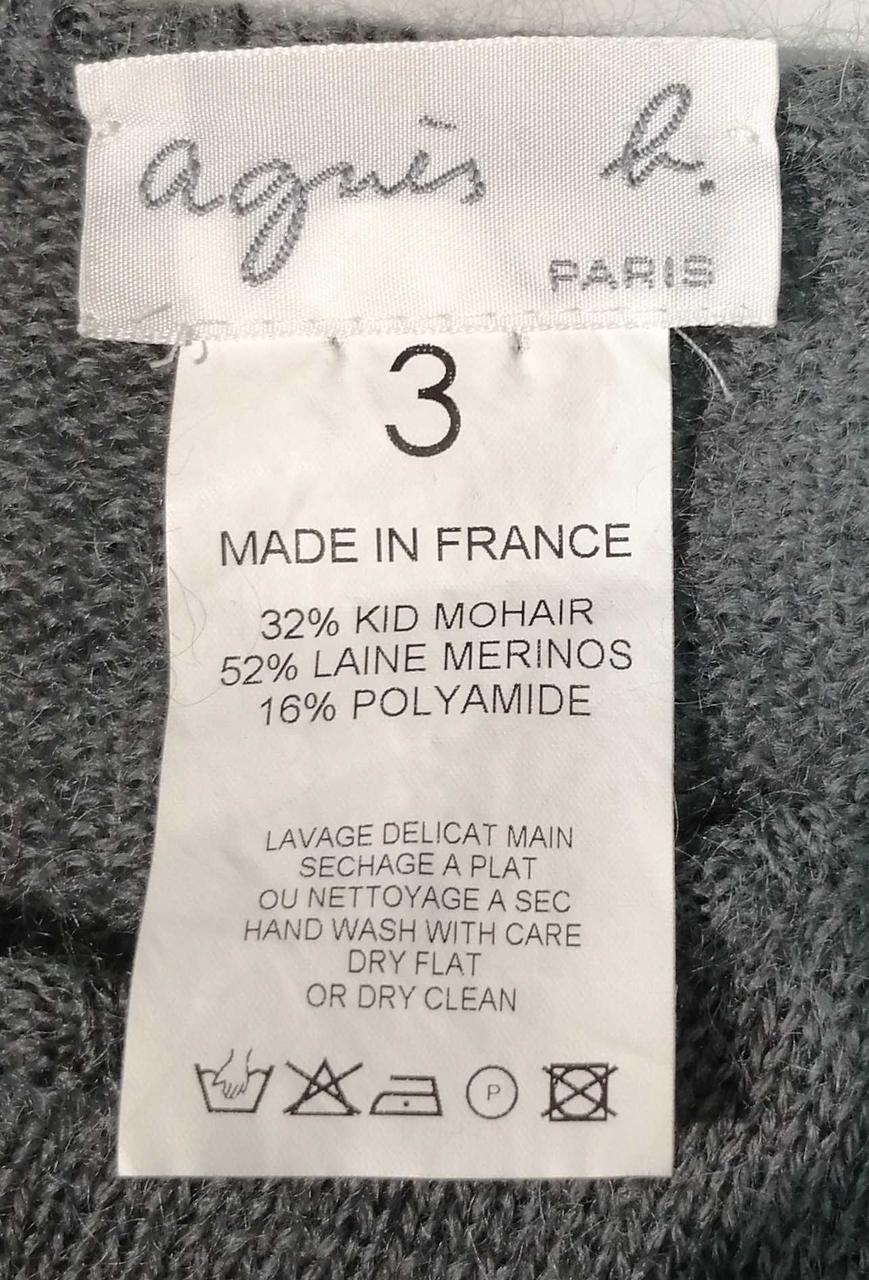 agnès b.
PARIS
3
MADE IN FRANCE
32% KID MOHAIR
52% LAINE MERINOS
16% POLYAMIDE
LAVAGE DELICAT MAIN
SECHAGE A PLAT
OU NETTOYAGE A SEC
HAND WASH WITH CARE
DRY FLAT
OR DRY CLEAN
P